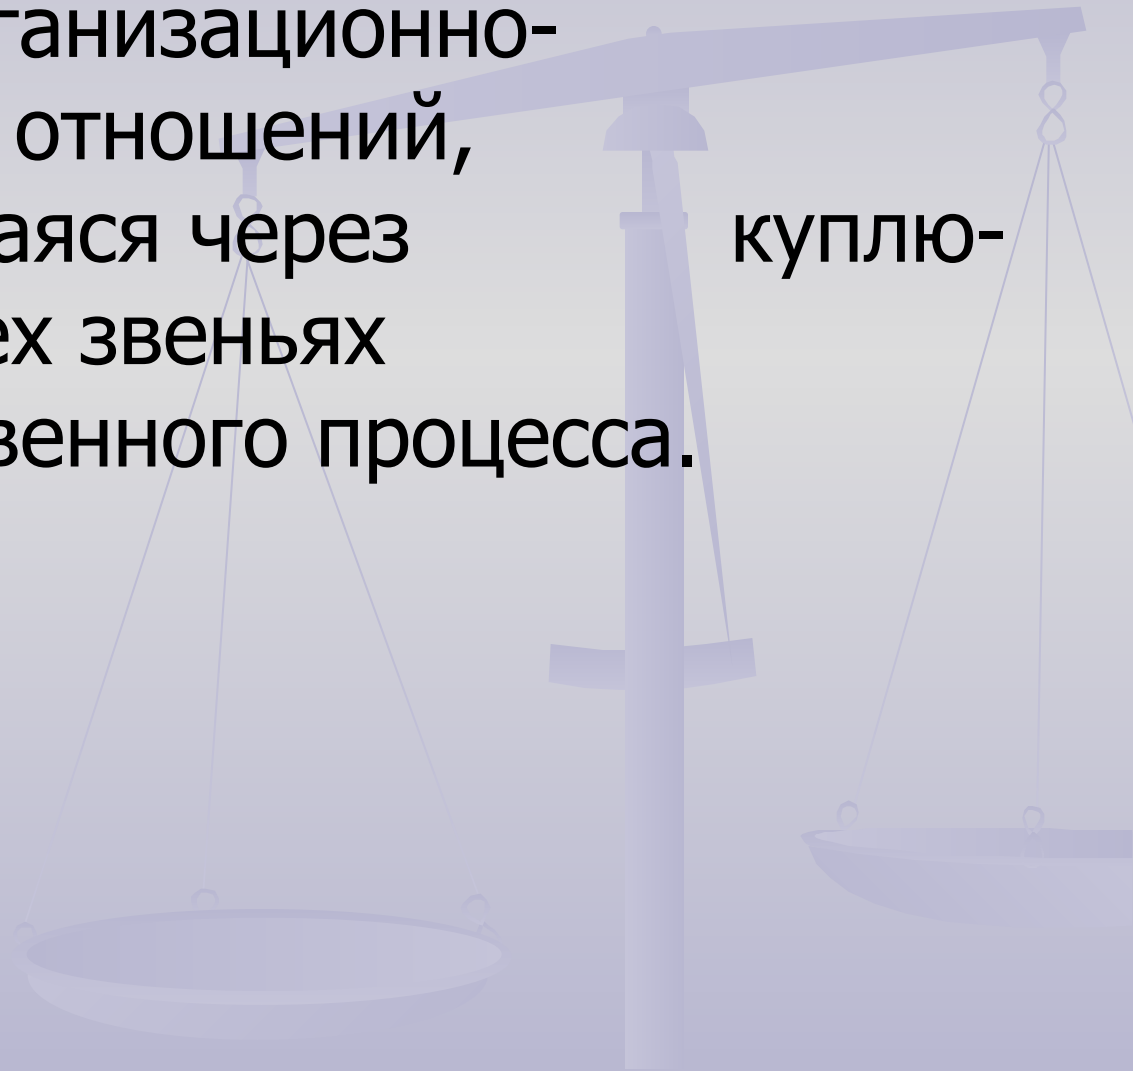 ганизационно-
отношений,
аяся через куплю-
ех звеньях
венного процесса.